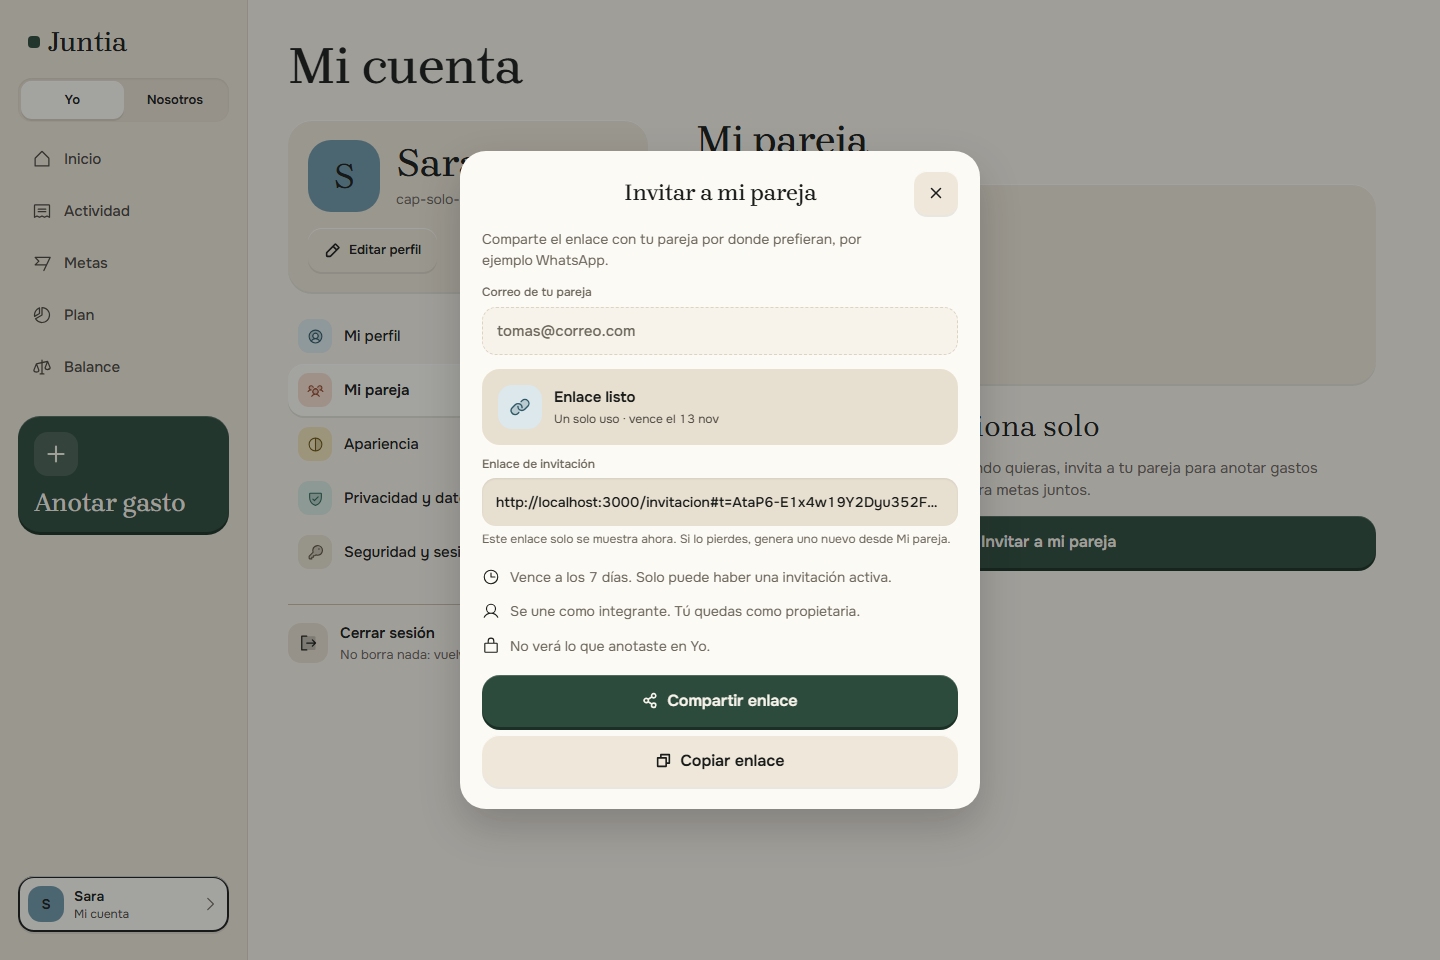 Juntia
Yo
Nosotros
Inicio
Actividad
Metas
Plan
Balance
Anotar gasto
Sara
Mi cuenta
Mi cuenta
S
Sara
cap-solo-
Editar perfil
Mi perfil
Mi pareja
Apariencia
Privacidad y dat
Seguridad y sesi
Cerrar sesión
No borra nada: vuel
Mi pareja
iona solo
ndo quieras, invita a tu pareja para anotar gastos
ra metas juntos.
Invitar a mi pareja
Invitar a mi pareja
Comparte el enlace con tu pareja por donde prefieran, por
ejemplo WhatsApp.
Correo de tu pareja
tomas@correo.com
Enlace listo
Un solo uso · vence el 13 nov
Enlace de invitación
http://localhost:3000/invitacion#t=AtaP6-E1x4w19Y2Dyu352F...
Este enlace solo se muestra ahora. Si lo pierdes, genera uno nuevo desde Mi pareja.
Vence a los 7 días. Solo puede haber una invitación activa.
Se une como integrante. Tú quedas como propietaria.
No verá lo que anotaste en Yo.
Compartir enlace
Copiar enlace
S